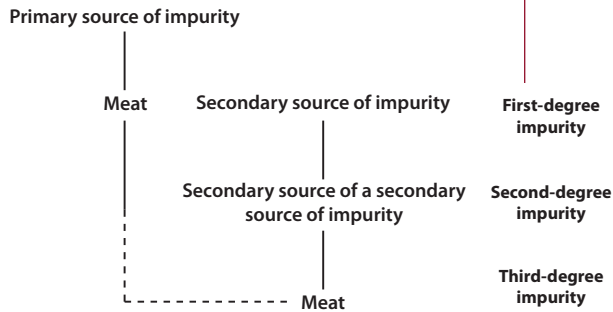 Primary source of impurity
Meat
Secondary source of impurity
First-degree
impurity
Secondary source of a secondary
source of impurity
Second-degree
impurity
Meat
Third-degree
impurity